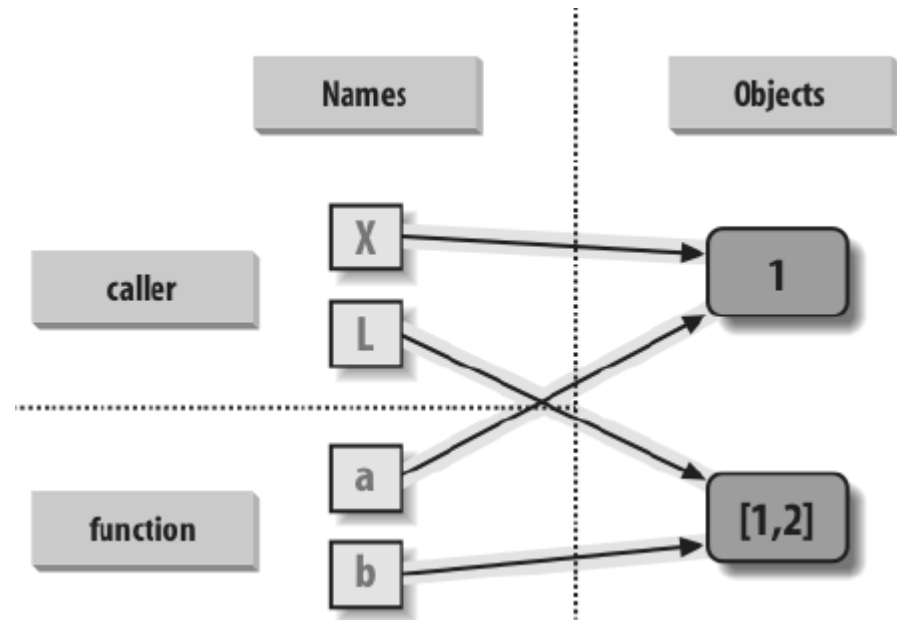 Names
Objects
caller
X
L
1
function
a
b
[1,2]